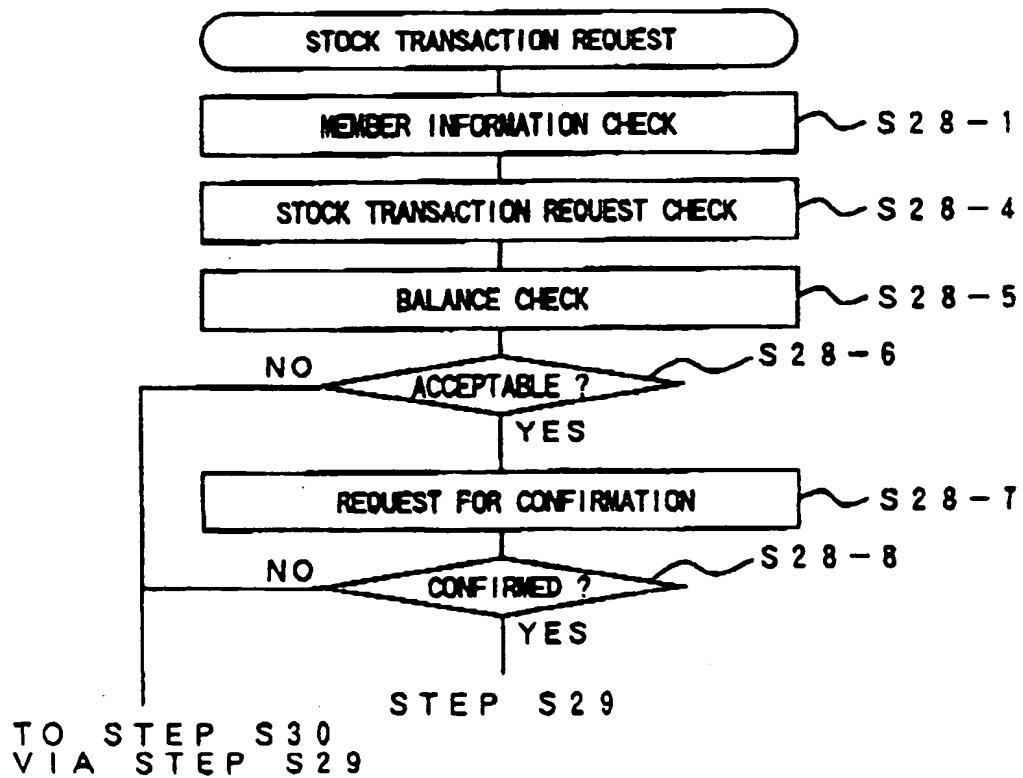 STOCK TRANSACTION REQUEST
MEMBER INFORMATION CHECK
S28-1
STOCK TRANSACTION REQUEST CHECK
S28-4
BALANCE CHECK
S28-5
S28-6
NO
ACCEPTABLE ?
YES
REQUEST FOR CONFIRMATION
S28-7
S28-8
NO
CONFIRMED ?
YES
STEP S29
TO STEP S30
VIA STEP S29